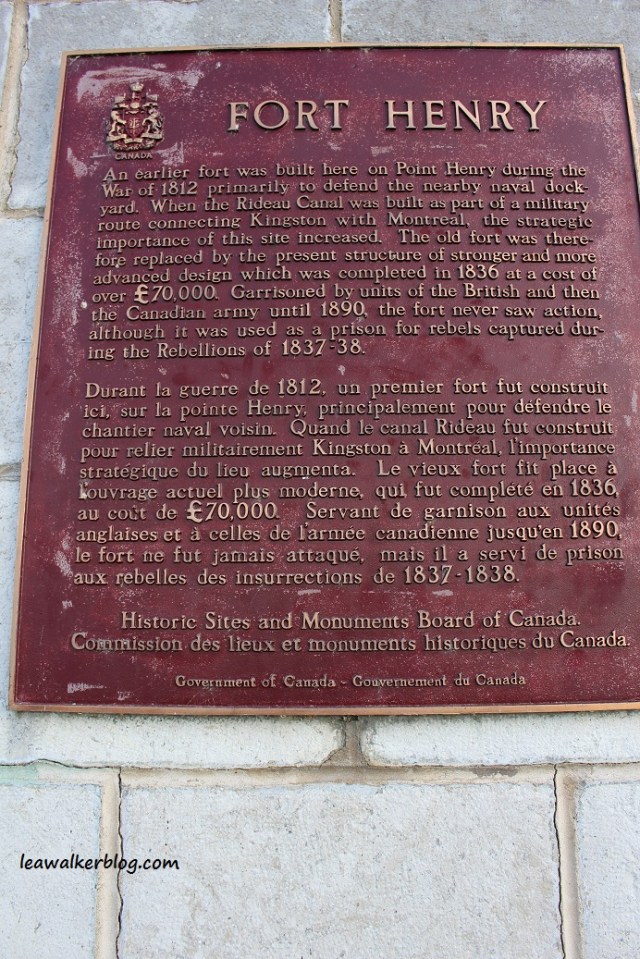 CANADA
FORT HENRY
An earlier fort was built here on Point Henry during the
War of 1812 primarily to defend the nearby naval dock-
yard. When the Rideau Canal was built as part of a military
route connecting Kingston with Montreal, the strategic
importance of this site increased. The old fort was there-
fore replaced by the present structure of stronger and more
advanced design which was completed in 1836 at a cost of
over £70,000. Garrisoned by units of the British and then
the Canadian army until 1890, the fort never saw action,
although it was used as a prison for rebels captured dur-
ing the Rebellions of 1837-38.
Durant la guerre de 1812, un premier fort fut construit
ici, sur la pointe Henry, principalement pour défendre le
chantier naval voisin. Quand le canal Rideau fut construit
pour relier militairement Kingston à Montréal, l'importance
stratégique du lieu augmenta. Le vieux fort fit place à
l'ouvrage actuel plus moderne, qui fut complété en 1836,
au coût de £70,000. Servant de garnison aux unités
anglaises et à celles de l'armée canadienne jusqu'en 1890,
le fort ne fut jamais attaqué, mais il a servi de prison
aux rebelles des insurrections de 1837-1838.
Historic Sites and Monuments Board of Canada.
Commission des lieux et monuments historiques du Canada.
Government of Canada - Gouvernement du Canada
leawalkerblog.com